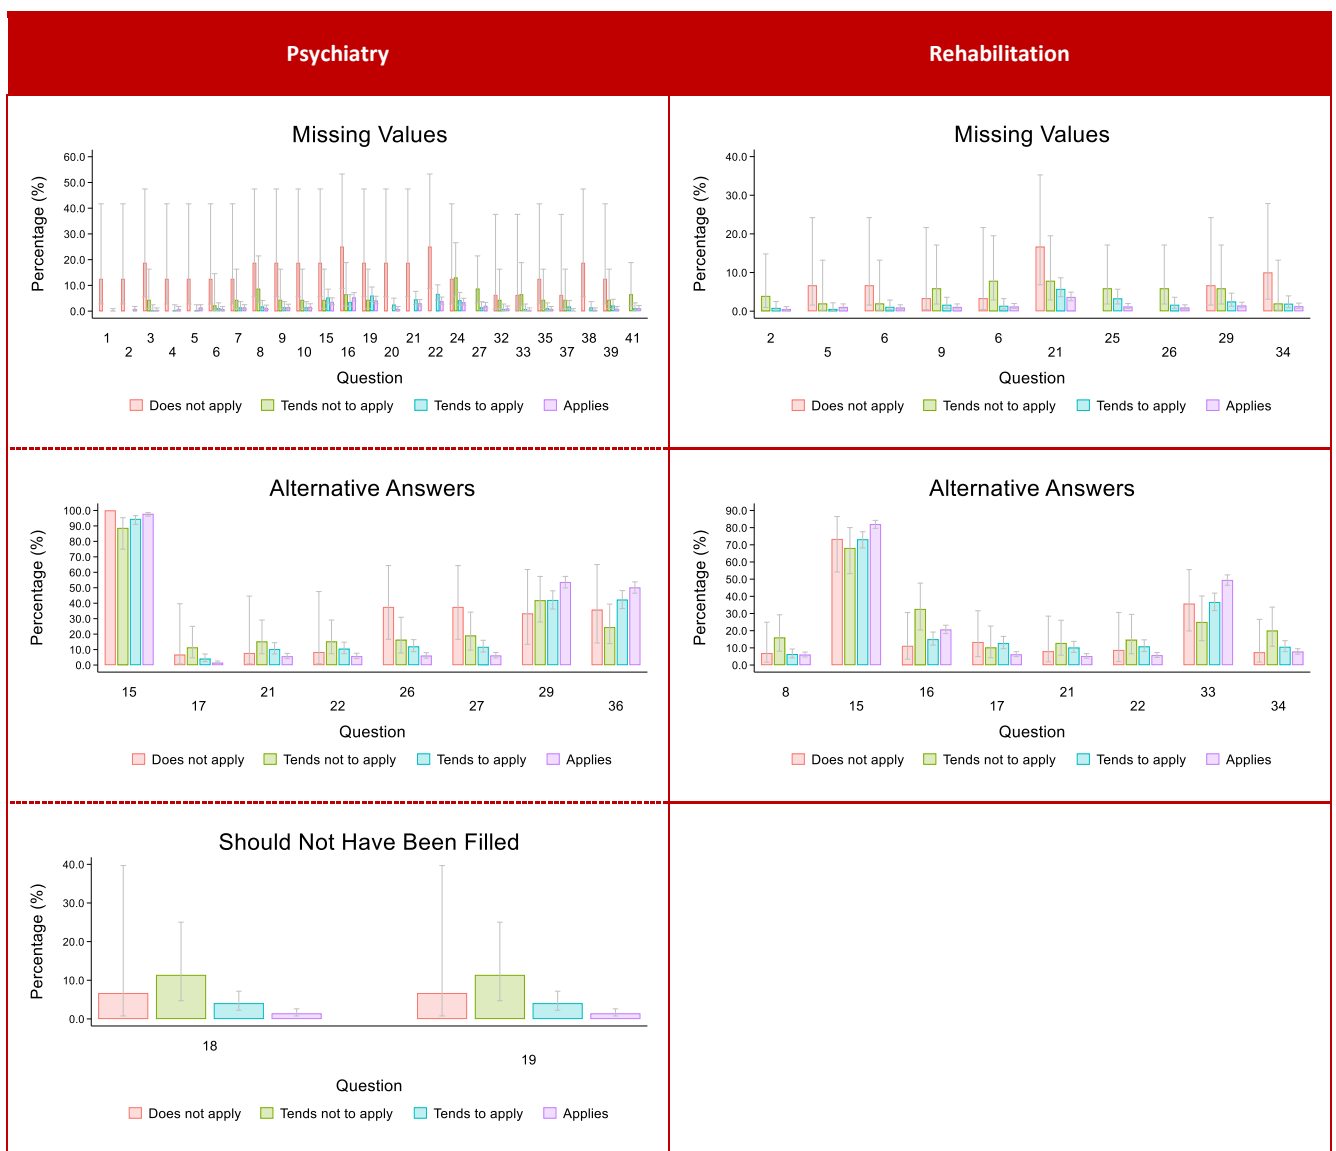 Psychiatry
Rehabilitation
Missing Values
Percentage (%)
60.0
50.0
40.0
30.0
20.0
10.0
0.0
1 3 5 7 9 15 19 21 24 32 35 38 41
2 4 6 8 10 16 20 22 27 33 37 39
Question
Does not apply Tends not to apply Tends to apply Applies
Missing Values
Percentage (%)
40.0
30.0
20.0
10.0
0.0
2 6 6 25 29
5 9 21 26 34
Question
Does not apply Tends not to apply Tends to apply Applies
Alternative Answers
Percentage (%)
100.0
90.0
80.0
70.0
60.0
50.0
40.0
30.0
20.0
10.0
0.0
15 21 26 29
17 22 27 36
Question
Does not apply Tends not to apply Tends to apply Applies
Alternative Answers
Percentage (%)
90.0
80.0
70.0
60.0
50.0
40.0
30.0
20.0
10.0
0.0
8 16 21 33
15 17 22 34
Question
Does not apply Tends not to apply Tends to apply Applies
Should Not Have Been Filled
Percentage (%)
40.0
30.0
20.0
10.0
0.0
18
19
Question
Does not apply Tends not to apply Tends to apply Applies